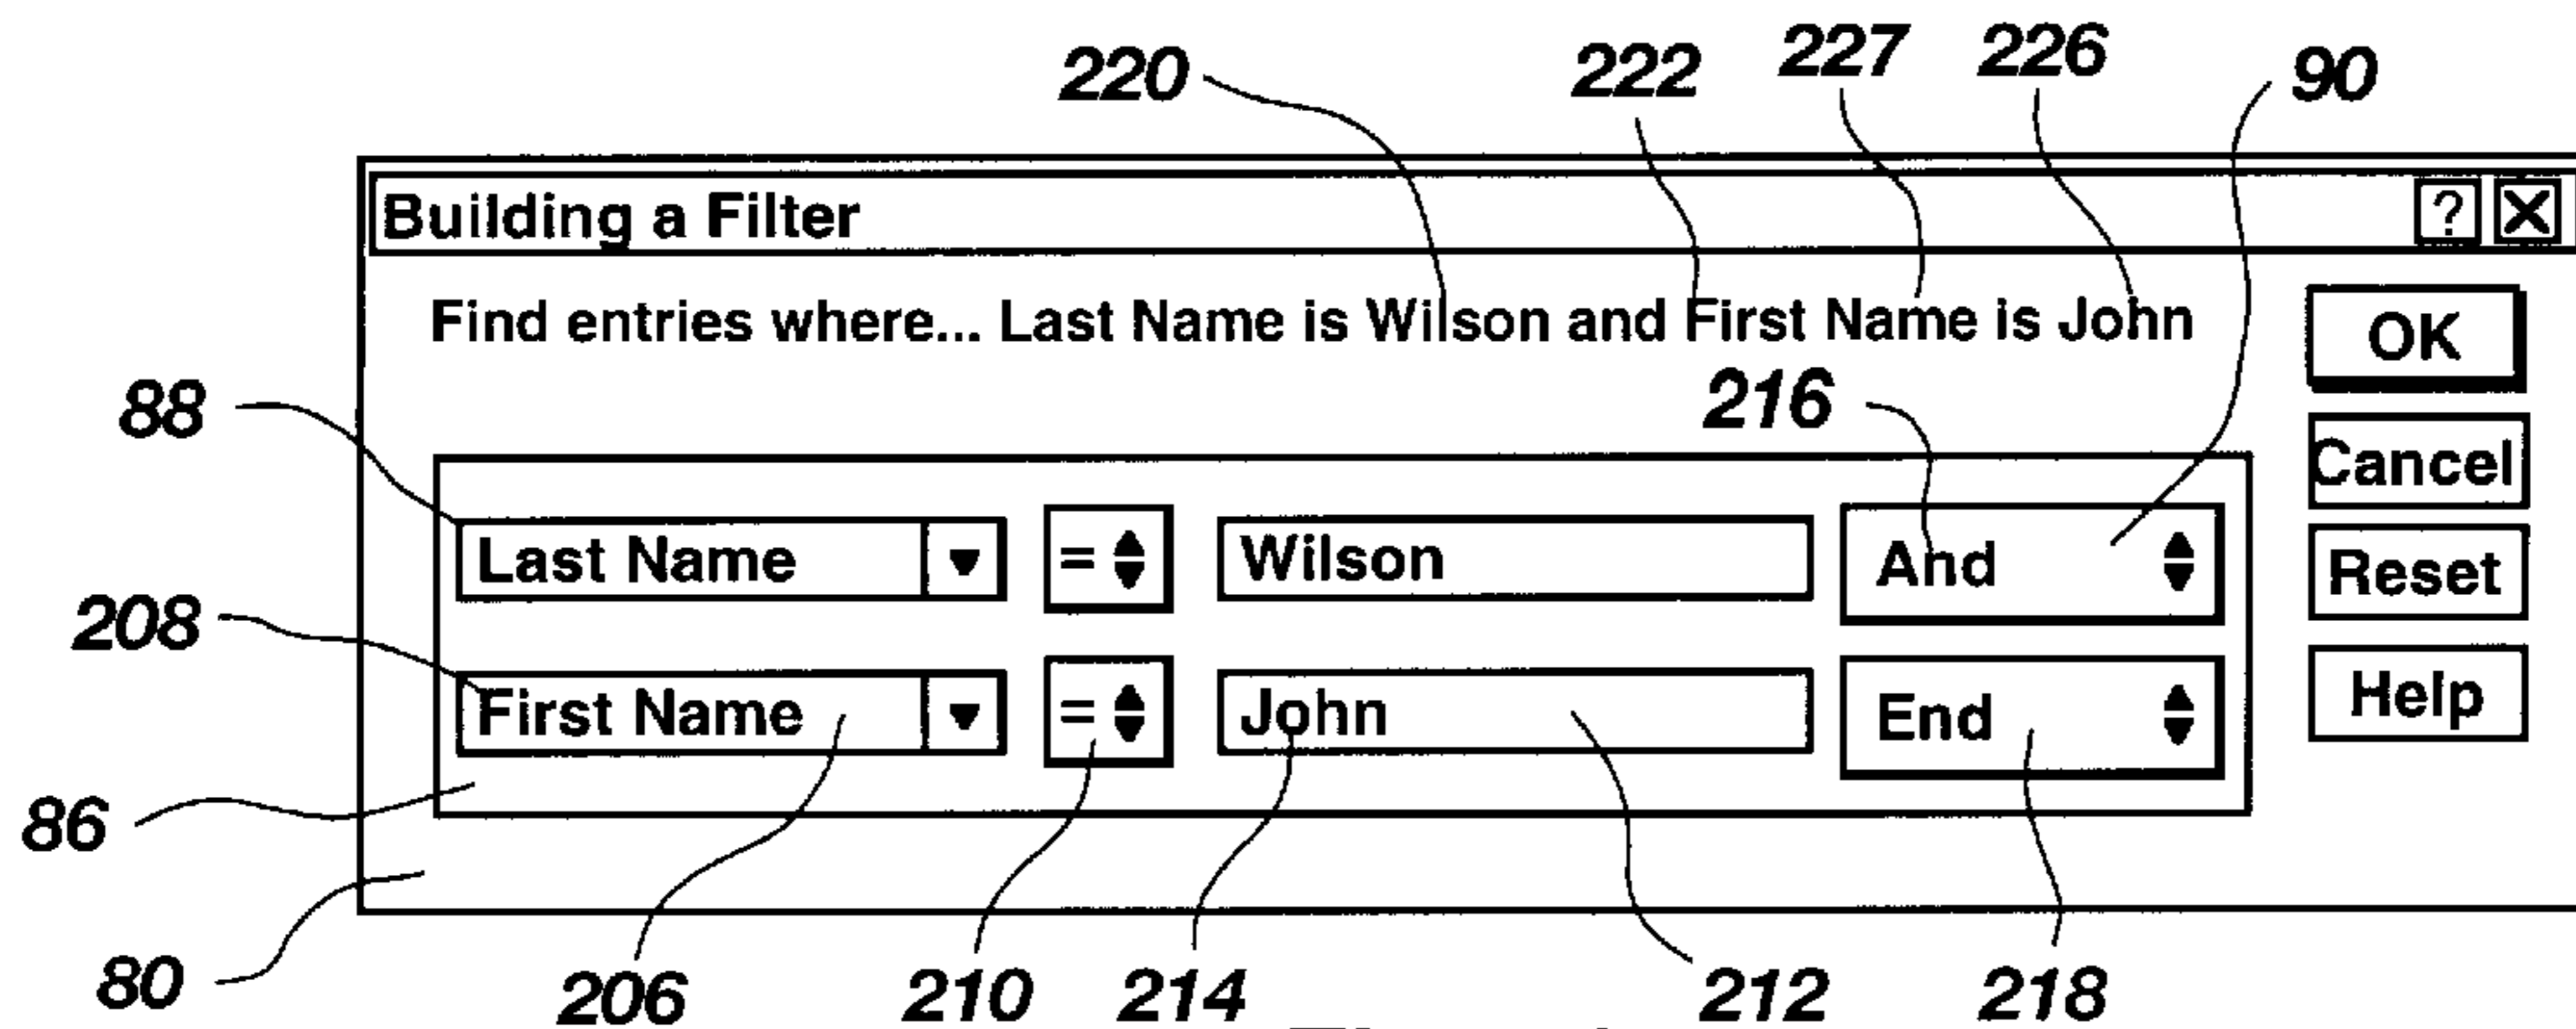 220 222 227 226 90
Building a Filter ?
Find entries where... Last Name is Wilson and First Name is John
OK
88
216
Cancel
Last Name = Wilson And
Reset
208
First Name = John End
Help
86
80
206 210 214 212 218